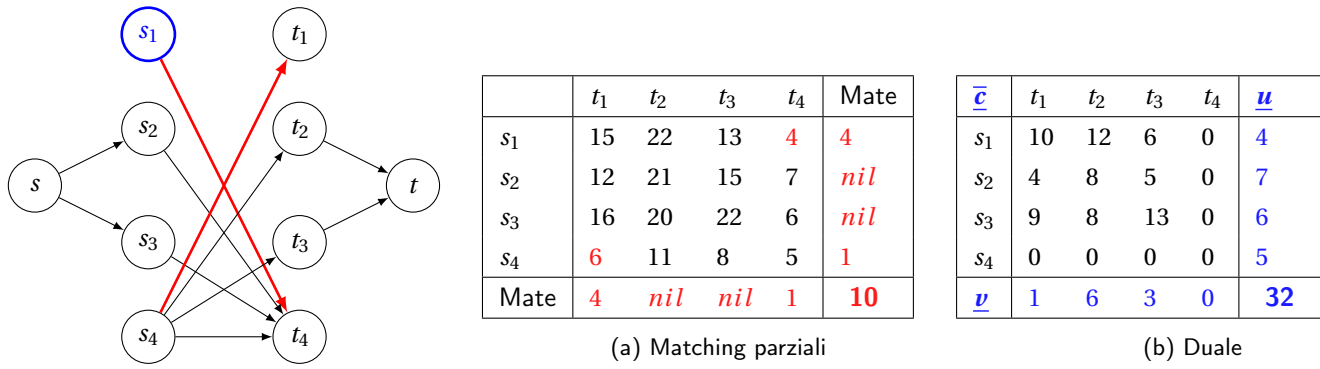 s1 t1
s2 t2
s t
s3 t3
s4 t4
t1 t2 t3 t4 Mate
s1 15 22 13 4 4
s2 12 21 15 7 nil
s3 16 20 22 6 nil
s4 6 11 8 5 1
Mate 4 nil nil 1 10
(a) Matching parziali
c̅ t1 t2 t3 t4 u
s1 10 12 6 0 4
s2 4 8 5 0 7
s3 9 8 13 0 6
s4 0 0 0 0 5
v 1 6 3 0 32
(b) Duale